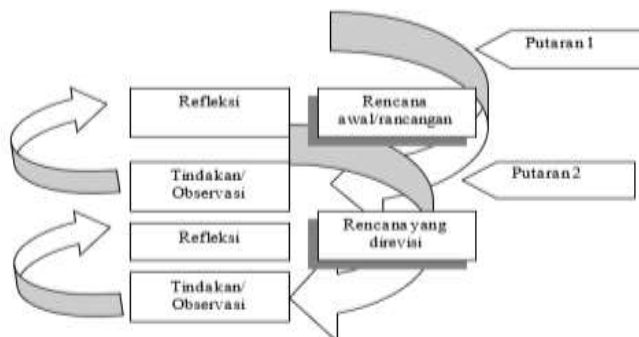 Putaran 1
Refleksi
Rencana
awal/rancangan
Tindakan/
Observasi
Putaran 2
Rencana yang
direvisi
Refleksi
Tindakan/
Observasi